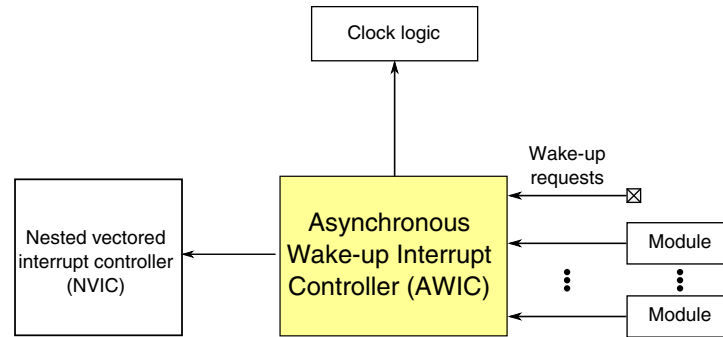 Clock logic
Wake-up
requests
Nested vectored
interrupt controller
(NVIC)
Asynchronous
Wake-up Interrupt
Controller (AWIC)
Module
Module